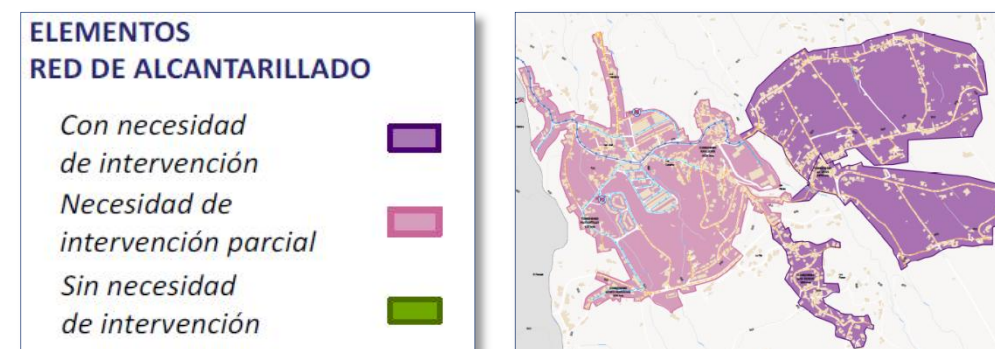 ELEMENTOS
RED DE ALCANTARILLADO
Con necesidad
de intervención
Necesidad de
intervención parcial
Sin necesidad
de intervención